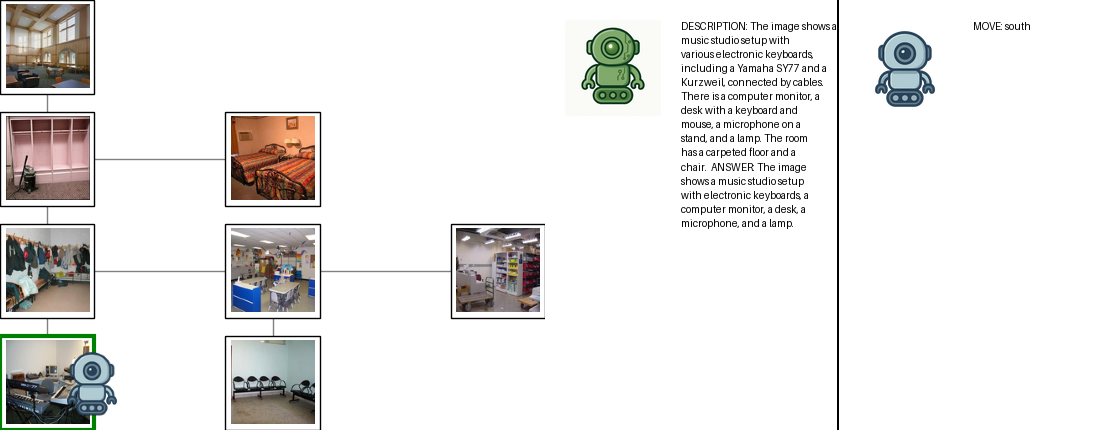 DESCRIPTION: The image shows a
music studio setup with
various electronic keyboards,
including a Yamaha SY77 and a
Kurzweil, connected by cables.
There is a computer monitor, a
desk with a keyboard and
mouse, a microphone on a
stand, and a lamp. The room
has a carpeted floor and a
chair. ANSWER: The image
shows a music studio setup
with electronic keyboards, a
computer monitor, a desk, a
microphone, and a lamp.
MOVE: south